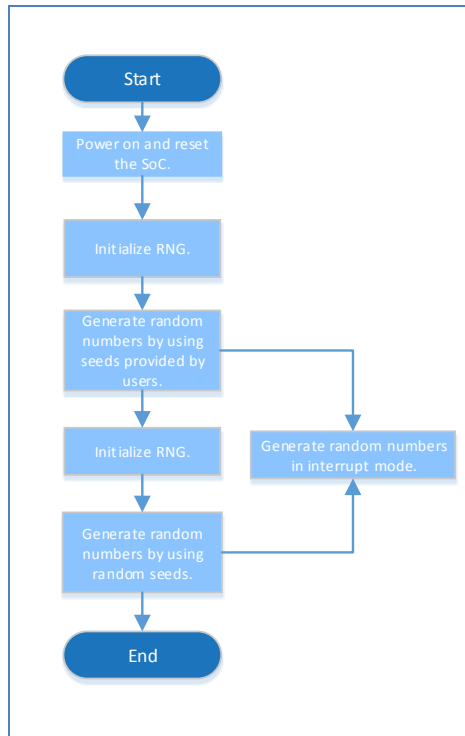 Start
Power on and reset
the SoC.
Initialize RNG.
Generate random
numbers by using
seeds provided by
users.
Initialize RNG.
Generate random numbers
in interrupt mode.
Generate random
numbers by using
random seeds.
End